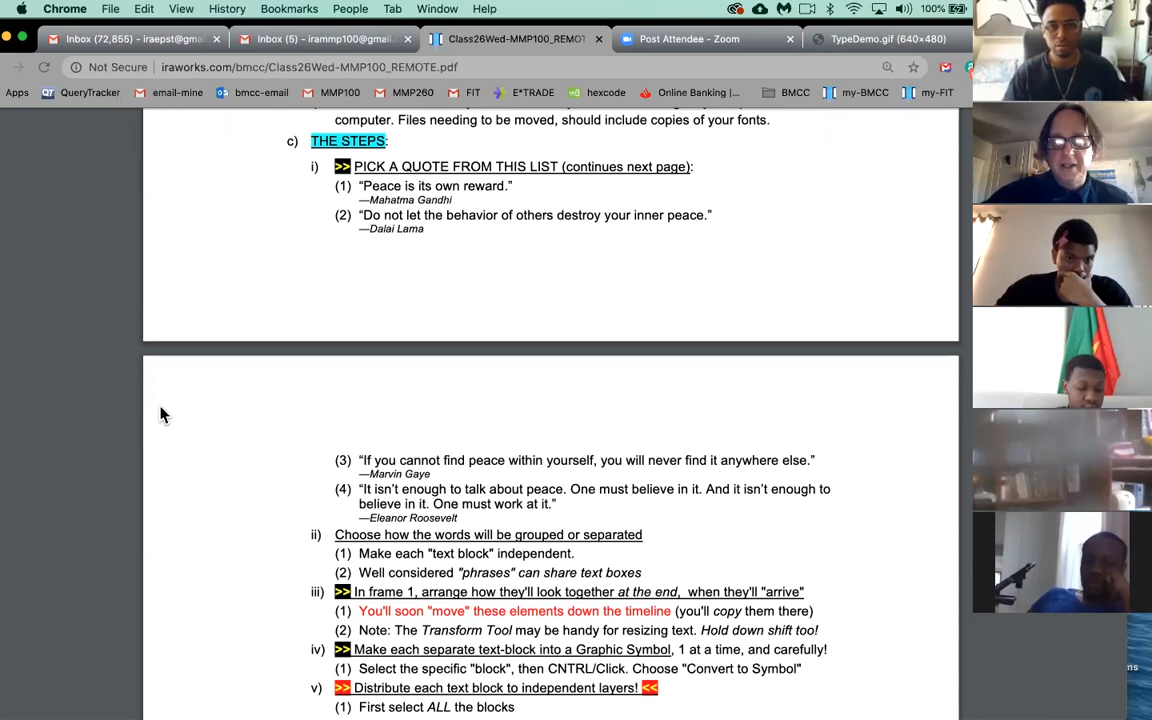 Chrome File Edit View History Bookmarks People Tab Window Help 100%
Inbox (72,855) - iraepst@gma
Inbox (5) - irammp100@gmail.
Class26Wed-MMP100_REMOT
Post Attendee - Zoom
TypeDemo.gif (640×480)
Not Secure iraworks.com/bmcc/Class26Wed-MMP100_REMOTE.pdf
Apps QueryTracker email-mine bmcc-email MMP100 MMP260 FIT E*TRADE hexcode Online Banking |... BMCC my-BMCC my-FIT
computer. Files needing to be moved, should include copies of your fonts.
c) THE STEPS:
i) >> PICK A QUOTE FROM THIS LIST (continues next page):
(1) “Peace is its own reward.”
—Mahatma Gandhi
(2) “Do not let the behavior of others destroy your inner peace.”
—Dalai Lama
(3) “If you cannot find peace within yourself, you will never find it anywhere else.”
—Marvin Gaye
(4) “It isn’t enough to talk about peace. One must believe in it. And it isn’t enough to
believe in it. One must work at it.”
—Eleanor Roosevelt
ii) Choose how the words will be grouped or separated
(1) Make each "text block" independent.
(2) Well considered "phrases" can share text boxes
iii) >> In frame 1, arrange how they'll look together at the end, when they'll "arrive"
(1) You'll soon "move" these elements down the timeline (you'll copy them there)
(2) Note: The Transform Tool may be handy for resizing text. Hold down shift too!
iv) >> Make each separate text-block into a Graphic Symbol, 1 at a time, and carefully!
(1) Select the specific "block", then CNTRL/Click. Choose "Convert to Symbol"
v) >> Distribute each text block to independent layers! <<
(1) First select ALL the blocks
ms